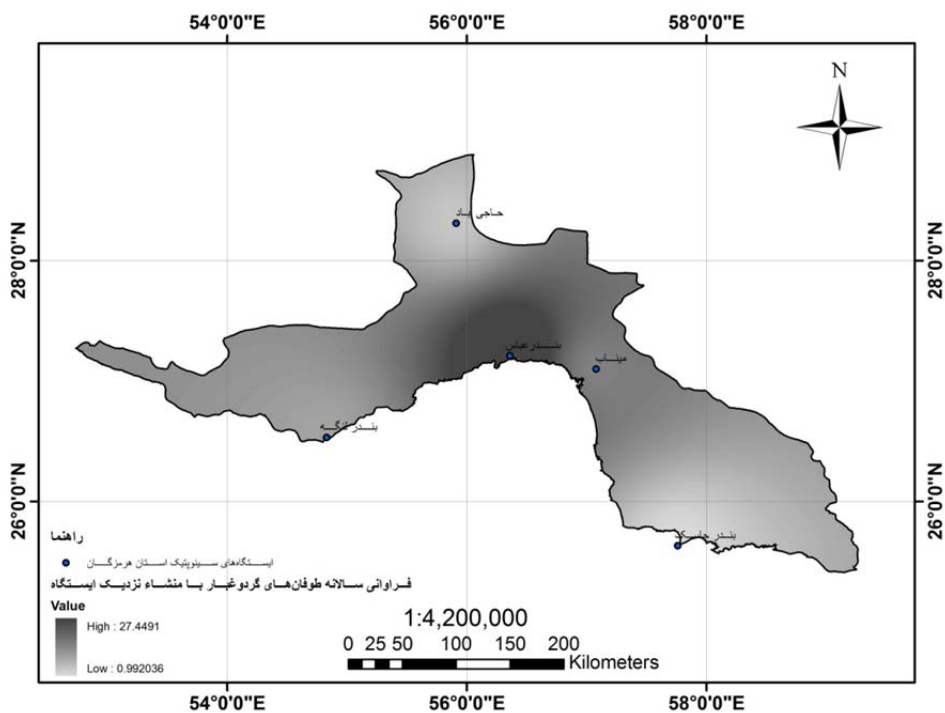 54°0'0"E 56°0'0"E 58°0'0"E
N
28°0'0"N 28°0'0"N
26°0'0"N 26°0'0"N
حاجی آباد
بندرعباس
میناب
بندر لنگه
بندر جاسک
راهنما
ایستگاه‌های سینوپتیک استان هرمزگان
فراوانی سالانه طوفان‌های گردوغبار با منشاء نزدیک ایستگاه
Value
High : 27.4491
Low : 0.992036
1:4,200,000
0 25 50 100 150 200
Kilometers
54°0'0"E 56°0'0"E 58°0'0"E